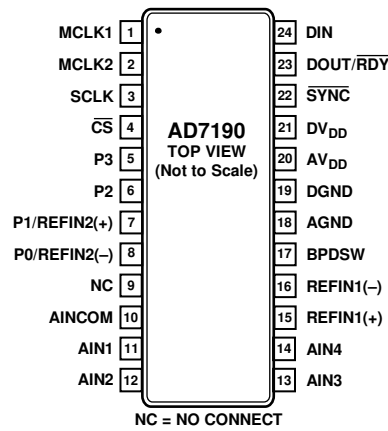 MCLK1 1
MCLK2 2
SCLK 3
C̅S̅ 4
P3 5
P2 6
P1/REFIN2(+) 7
P0/REFIN2(–) 8
NC 9
AINCOM 10
AIN1 11
AIN2 12
AD7190
TOP VIEW
(Not to Scale)
24 DIN
23 DOUT/R̅D̅Y̅
22 S̅Y̅N̅C̅
21 DVDD
20 AVDD
19 DGND
18 AGND
17 BPDSW
16 REFIN1(–)
15 REFIN1(+)
14 AIN4
13 AIN3
NC = NO CONNECT